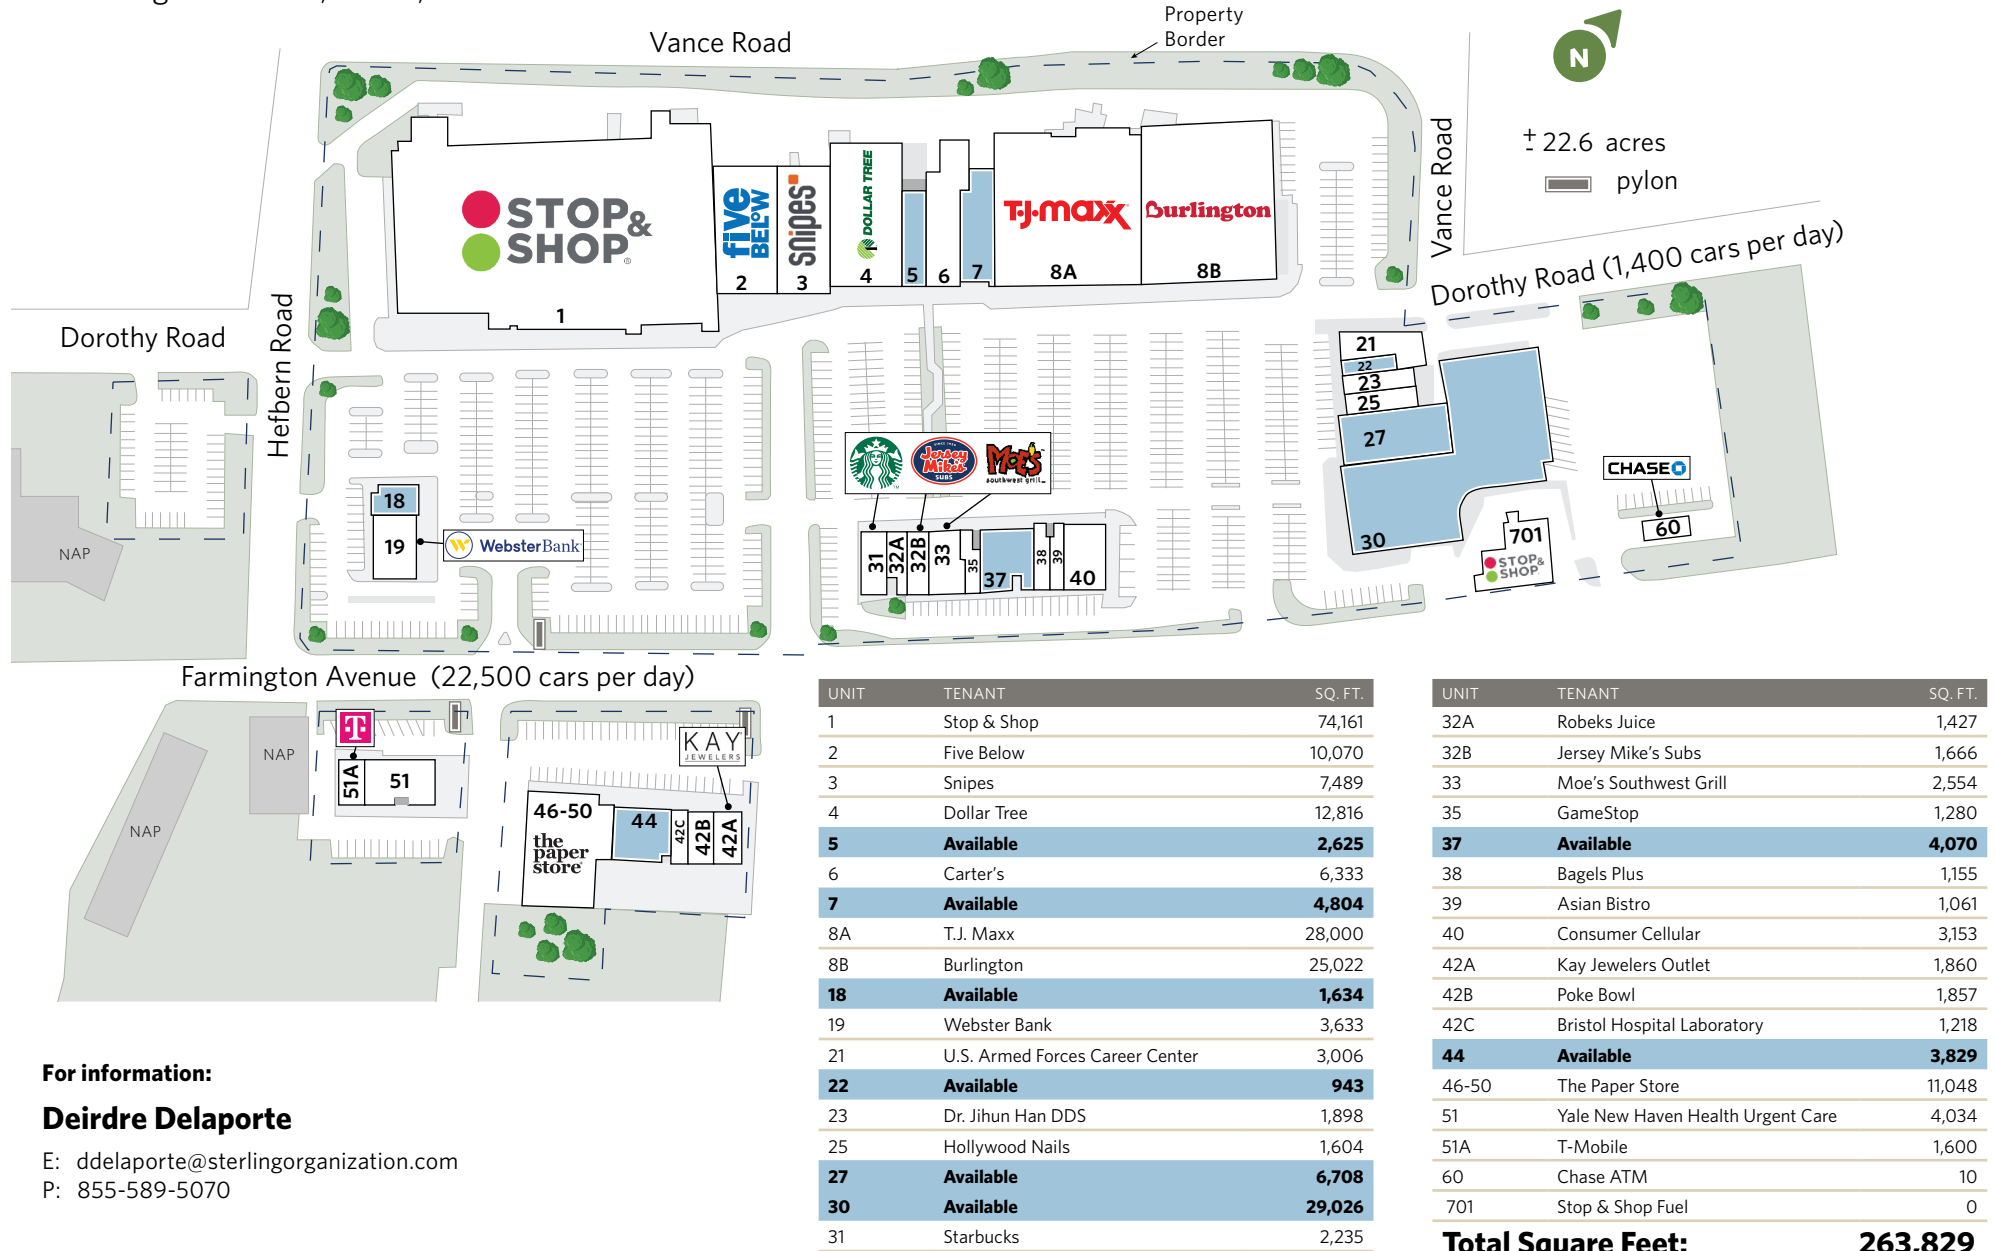 Property
Border
Vance Road
N
± 22.6 acres
pylon
Vance Road
Dorothy Road (1,400 cars per day)
STOP&
SHOP®
1
five
BELOW
2
snipes
3
DOLLAR TREE
4
5
6
7
T.J.maxx
8A
Burlington
8B
Dorothy Road
Hefbern Road
21
22
23
25
27
30
CHASE
60
701
STOP&
SHOP
Jersey
Mike's
SUBS
MOE'S
southwest grill
18
19
WebsterBank
31
32A
32B
33
35
37
38
39
40
NAP
Farmington Avenue (22,500 cars per day)
T
51A
51
NAP
NAP
KAY
JEWELERS
46-50
the
paper
store
44
42C
42B
42A
UNIT TENANT SQ. FT.
1 Stop & Shop 74,161
2 Five Below 10,070
3 Snipes 7,489
4 Dollar Tree 12,816
5 Available 2,625
6 Carter's 6,333
7 Available 4,804
8A T.J. Maxx 28,000
8B Burlington 25,022
18 Available 1,634
19 Webster Bank 3,633
21 U.S. Armed Forces Career Center 3,006
22 Available 943
23 Dr. Jihun Han DDS 1,898
25 Hollywood Nails 1,604
27 Available 6,708
30 Available 29,026
31 Starbucks 2,235
UNIT TENANT SQ. FT.
32A Robeks Juice 1,427
32B Jersey Mike's Subs 1,666
33 Moe's Southwest Grill 2,554
35 GameStop 1,280
37 Available 4,070
38 Bagels Plus 1,155
39 Asian Bistro 1,061
40 Consumer Cellular 3,153
42A Kay Jewelers Outlet 1,860
42B Poke Bowl 1,857
42C Bristol Hospital Laboratory 1,218
44 Available 3,829
46-50 The Paper Store 11,048
51 Yale New Haven Health Urgent Care 4,034
51A T-Mobile 1,600
60 Chase ATM 10
701 Stop & Shop Fuel 0
Total Square Feet: 263,829
For information:
Deirdre Delaporte
E: ddelaporte@sterlingorganization.com
P: 855-589-5070